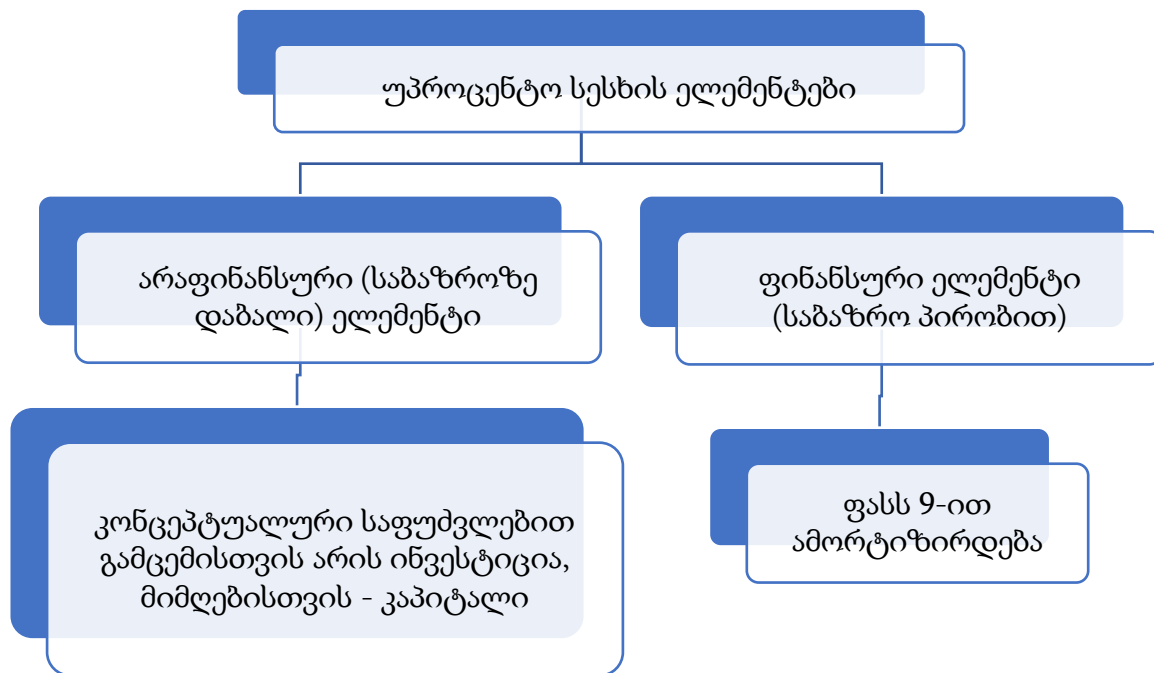 უპროცენტო სესხის ელემენტები
არაფინანსური (საბაზროზე
დაბალი) ელემენტი
ფინანსური ელემენტი
(საბაზრო პირობით)
კონცეპტუალური საფუძვლებით
გამცემისთვის არის ინვესტიცია,
მიმღებისთვის - კაპიტალი
ფასს 9-ით
ამორტიზირდება